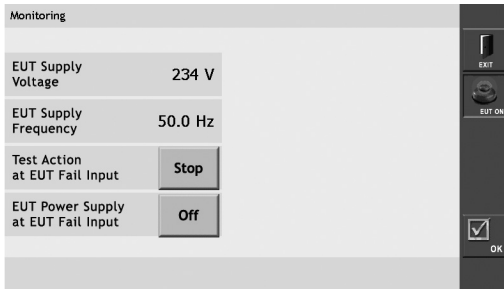 Monitoring
EXIT
EUT Supply
Voltage
234 V
EUT ON
EUT Supply
Frequency
50.0 Hz
Test Action
at EUT Fail Input
Stop
EUT Power Supply
at EUT Fail Input
Off
OK